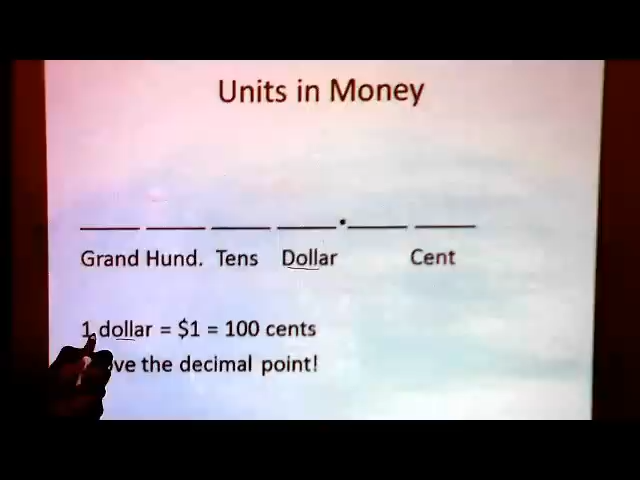 Units in Money
.
Grand Hund. Tens Dollar Cent
1 dollar = $1 = 100 cents
the decimal point!